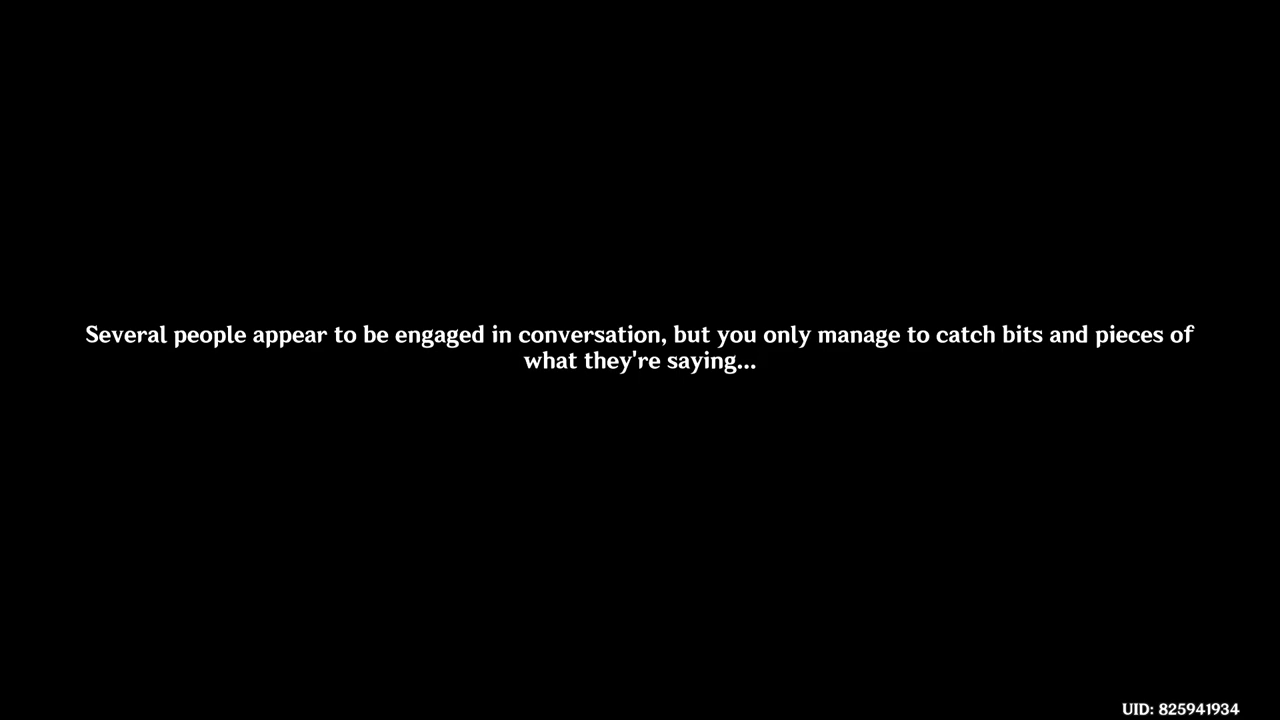 Several people appear to be engaged in conversation, but you only manage to catch bits and pieces of
what they're saying...
UID: 825941934